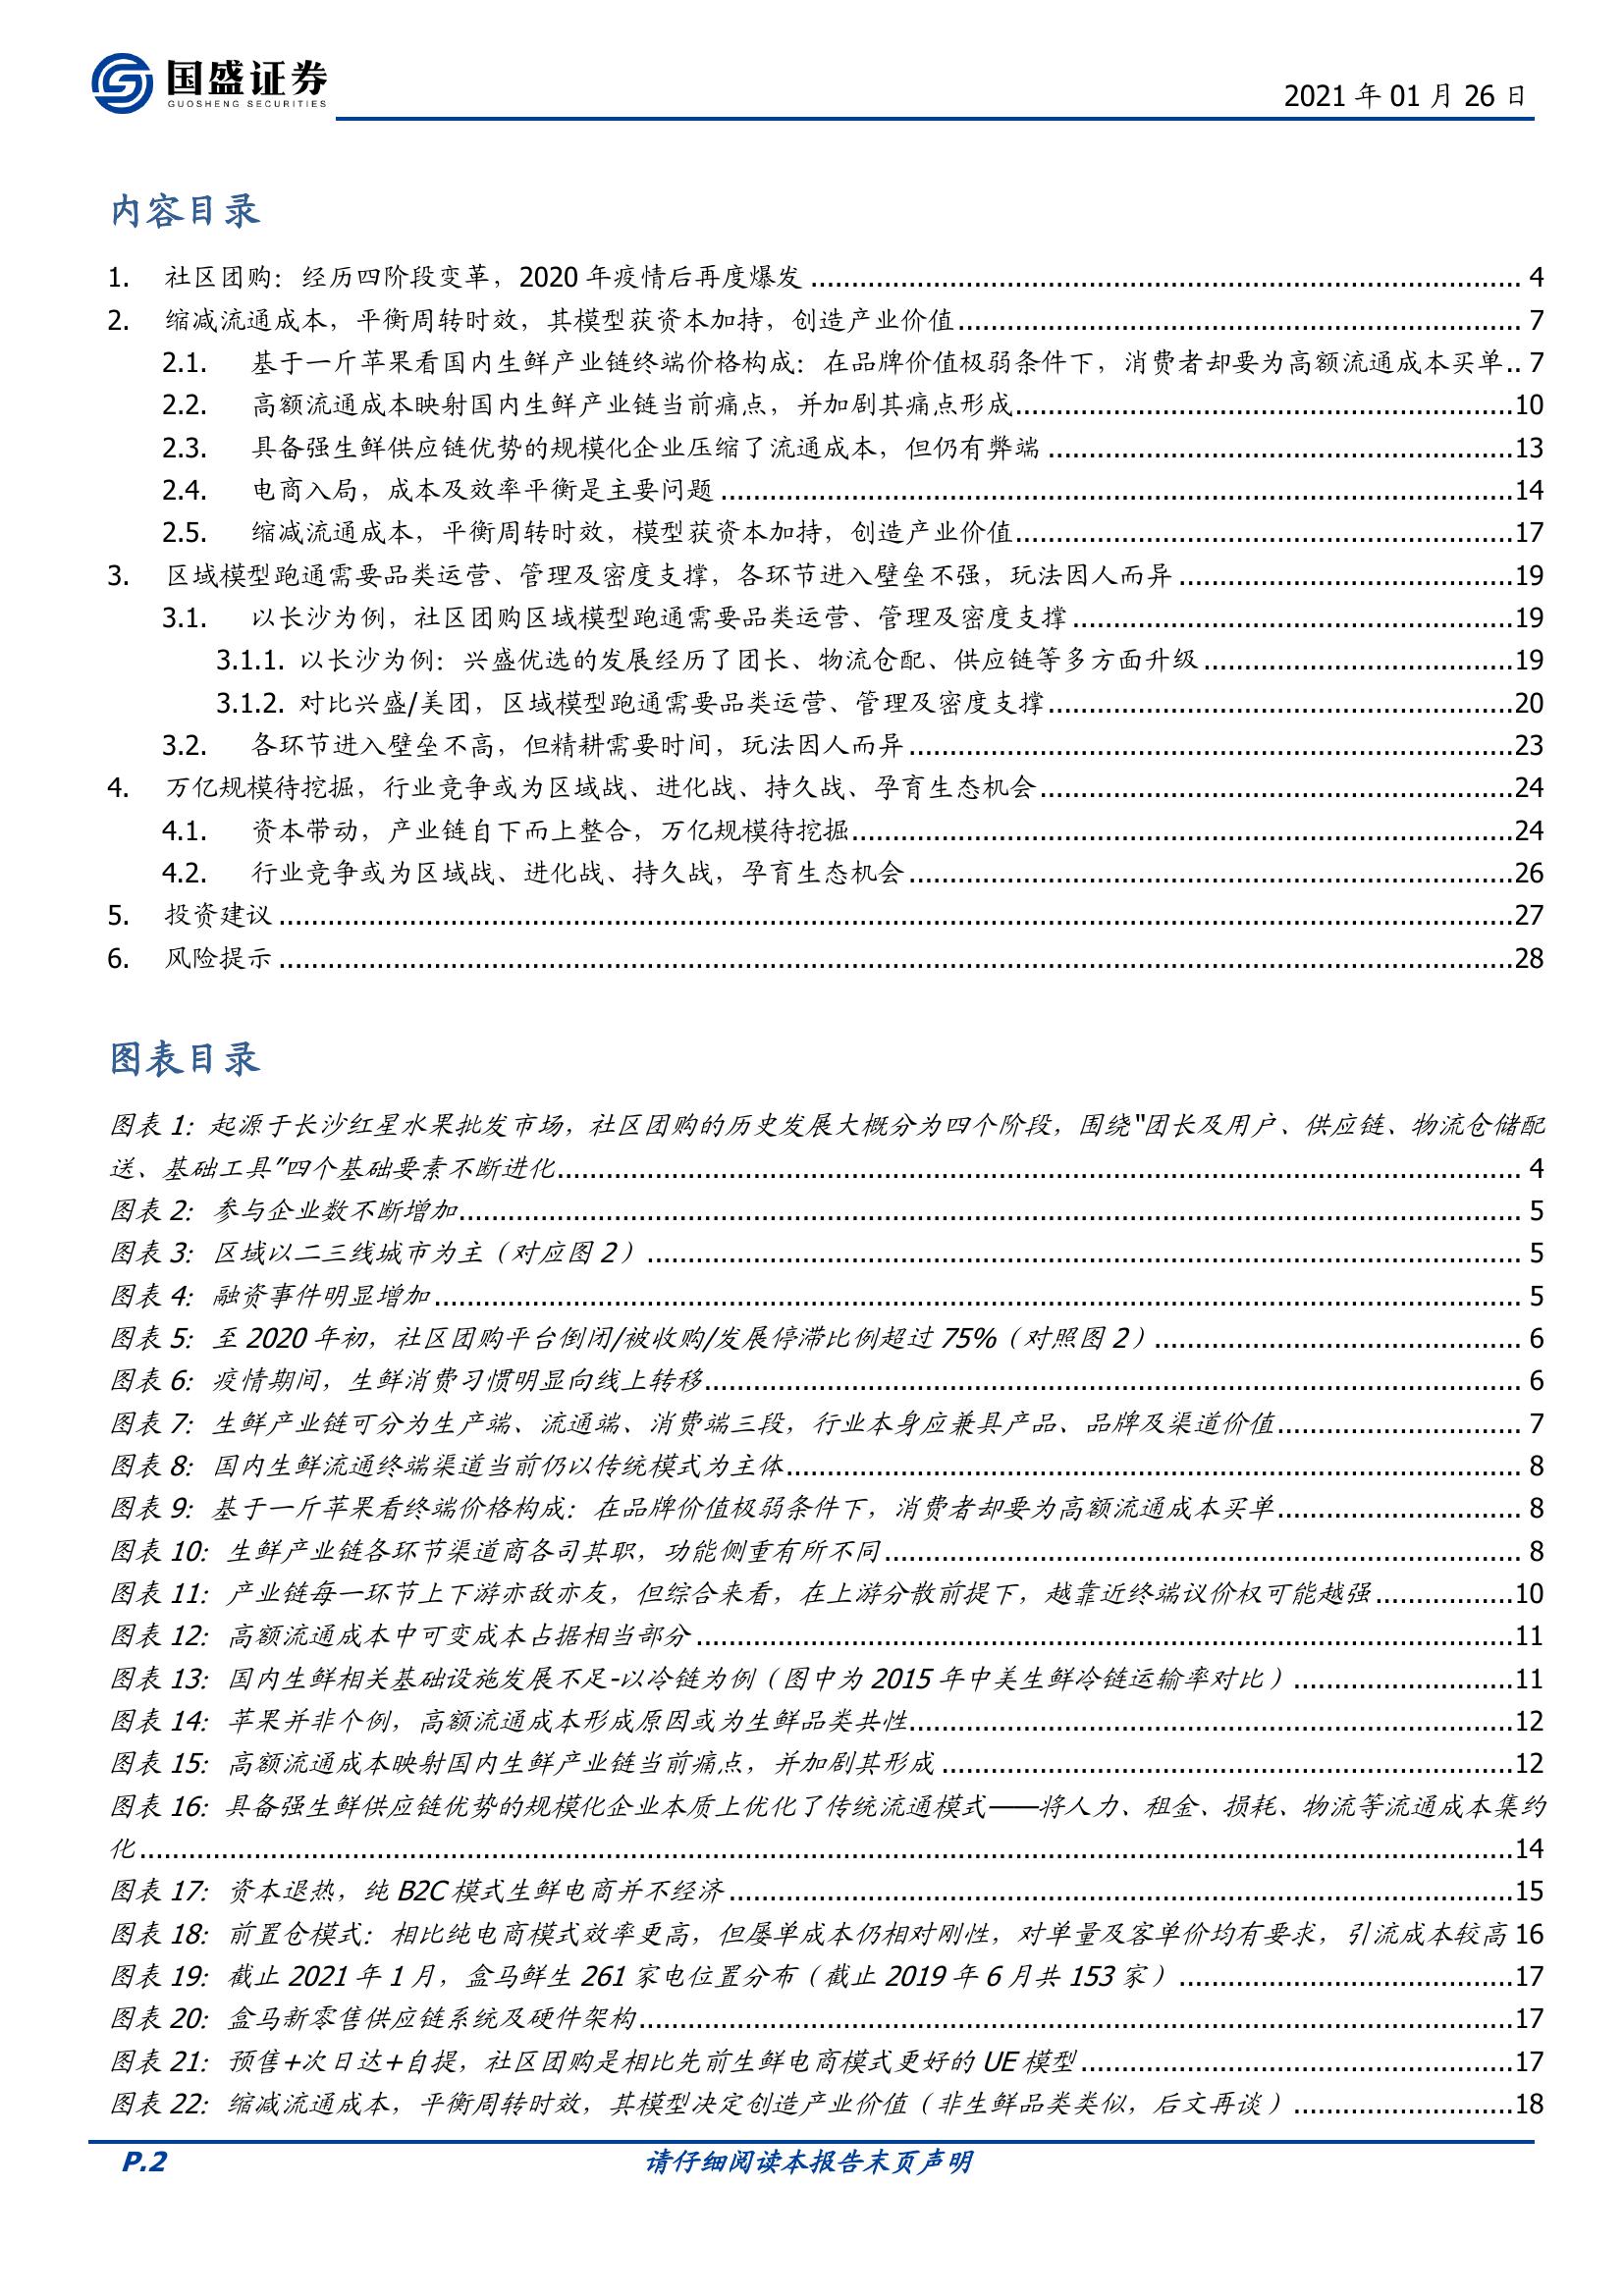 国盛证券
GUOSHENG SECURITIES
2021 年 01 月 26 日
内容目录
1. 社区团购：经历四阶段变革，2020 年疫情后再度爆发 4
2. 缩减流通成本，平衡周转时效，其模型获资本加持，创造产业价值 7
2.1. 基于一斤苹果看国内生鲜产业链终端价格构成：在品牌价值极弱条件下，消费者却要为高额流通成本买单 7
2.2. 高额流通成本映射国内生鲜产业链当前痛点，并加剧其痛点形成 10
2.3. 具备强生鲜供应链优势的规模化企业压缩了流通成本，但仍有弊端 13
2.4. 电商入局，成本及效率平衡是主要问题 14
2.5. 缩减流通成本，平衡周转时效，模型获资本加持，创造产业价值 17
3. 区域模型跑通需要品类运营、管理及密度支撑，各环节进入壁垒不强，玩法因人而异 19
3.1. 以长沙为例，社区团购区域模型跑通需要品类运营、管理及密度支撑 19
3.1.1. 以长沙为例：兴盛优选的发展经历了团长、物流仓配、供应链等多方面升级 19
3.1.2. 对比兴盛/美团，区域模型跑通需要品类运营、管理及密度支撑 20
3.2. 各环节进入壁垒不高，但精耕需要时间，玩法因人而异 23
4. 万亿规模待挖掘，行业竞争或为区域战、进化战、持久战、孕育生态机会 24
4.1. 资本带动，产业链自下而上整合，万亿规模待挖掘 24
4.2. 行业竞争或为区域战、进化战、持久战，孕育生态机会 26
5. 投资建议 27
6. 风险提示 28
图表目录
图表 1：起源于长沙红星水果批发市场，社区团购的历史发展大概分为四个阶段，围绕"团长及用户、供应链、物流仓储配
送、基础工具"四个基础要素不断进化 4
图表 2：参与企业数不断增加 5
图表 3：区域以二三线城市为主（对应图 2） 5
图表 4：融资事件明显增加 5
图表 5：至 2020 年初，社区团购平台倒闭/被收购/发展停滞比例超过 75%（对照图 2） 6
图表 6：疫情期间，生鲜消费习惯明显向线上转移 6
图表 7：生鲜产业链可分为生产端、流通端、消费端三段，行业本身应兼具产品、品牌及渠道价值 7
图表 8：国内生鲜流通终端渠道当前仍以传统模式为主体 8
图表 9：基于一斤苹果看终端价格构成：在品牌价值极弱条件下，消费者却要为高额流通成本买单 8
图表 10：生鲜产业链各环节渠道商各司其职，功能侧重有所不同 8
图表 11：产业链每一环节上下游亦敌亦友，但综合来看，在上游分散前提下，越靠近终端议价权可能越强 10
图表 12：高额流通成本中可变成本占据相当部分 11
图表 13：国内生鲜相关基础设施发展不足-以冷链为例（图中为 2015 年中美生鲜冷链运输率对比） 11
图表 14：苹果并非个例，高额流通成本形成原因或为生鲜品类共性 12
图表 15：高额流通成本映射国内生鲜产业链当前痛点，并加剧其形成 12
图表 16：具备强生鲜供应链优势的规模化企业本质上优化了传统流通模式——将人力、租金、损耗、物流等流通成本集约
化 14
图表 17：资本退热，纯 B2C 模式生鲜电商并不经济 15
图表 18：前置仓模式：相比纯电商模式效率更高，但屡单成本仍相对刚性，对单量及客单价均有要求，引流成本较高 16
图表 19：截止 2021 年 1 月，盒马鲜生 261 家电位置分布（截止 2019 年 6 月共 153 家） 17
图表 20：盒马新零售供应链系统及硬件架构 17
图表 21：预售+次日达+自提，社区团购是相比先前生鲜电商模式更好的 UE 模型 17
图表 22：缩减流通成本，平衡周转时效，其模型决定创造产业价值（非生鲜品类类似，后文再谈） 18
P.2
请仔细阅读本报告末页声明